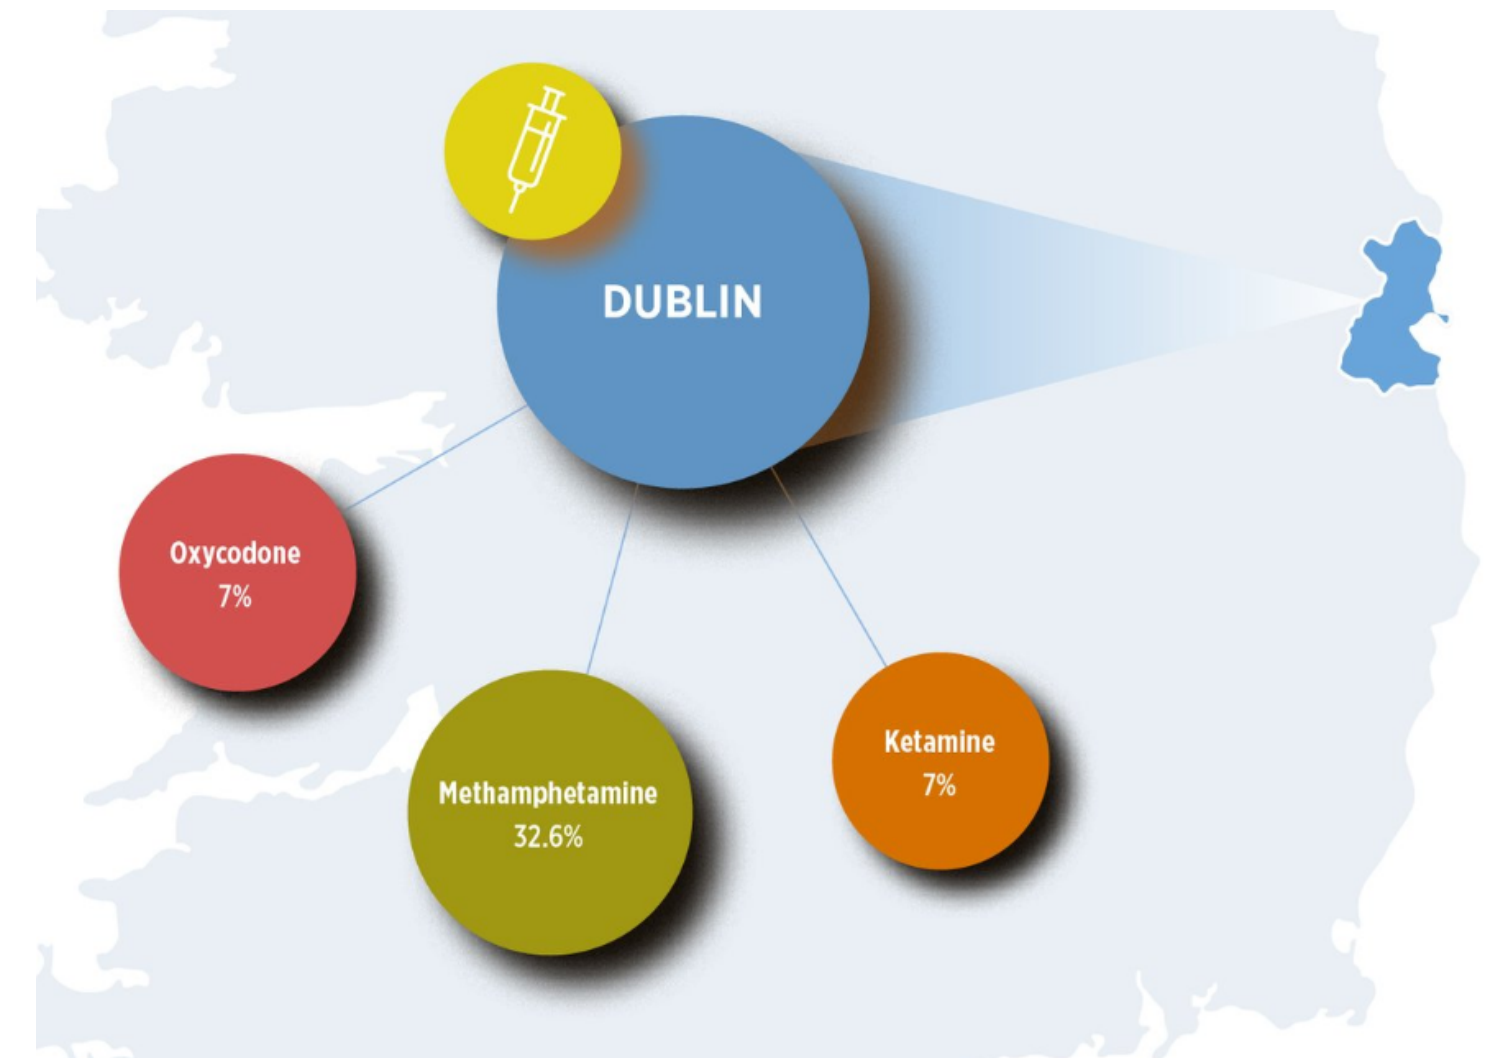 DUBLIN
Oxycodone
7%
Methamphetamine
32.6%
Ketamine
7%